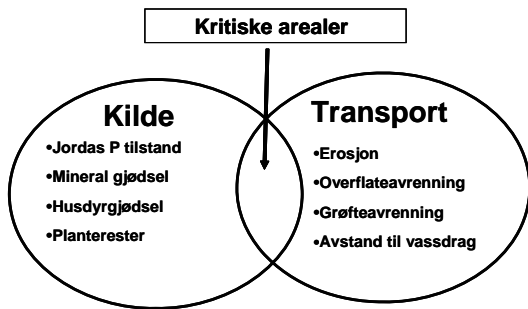 Kritiske arealer
Kilde
•Jordas P tilstand
•Mineral gjødsel
•Husdyrgjødsel
•Planterester
Transport
•Erosjon
•Overflateavrenning
•Grøfteavrenning
•Avstand til vassdrag